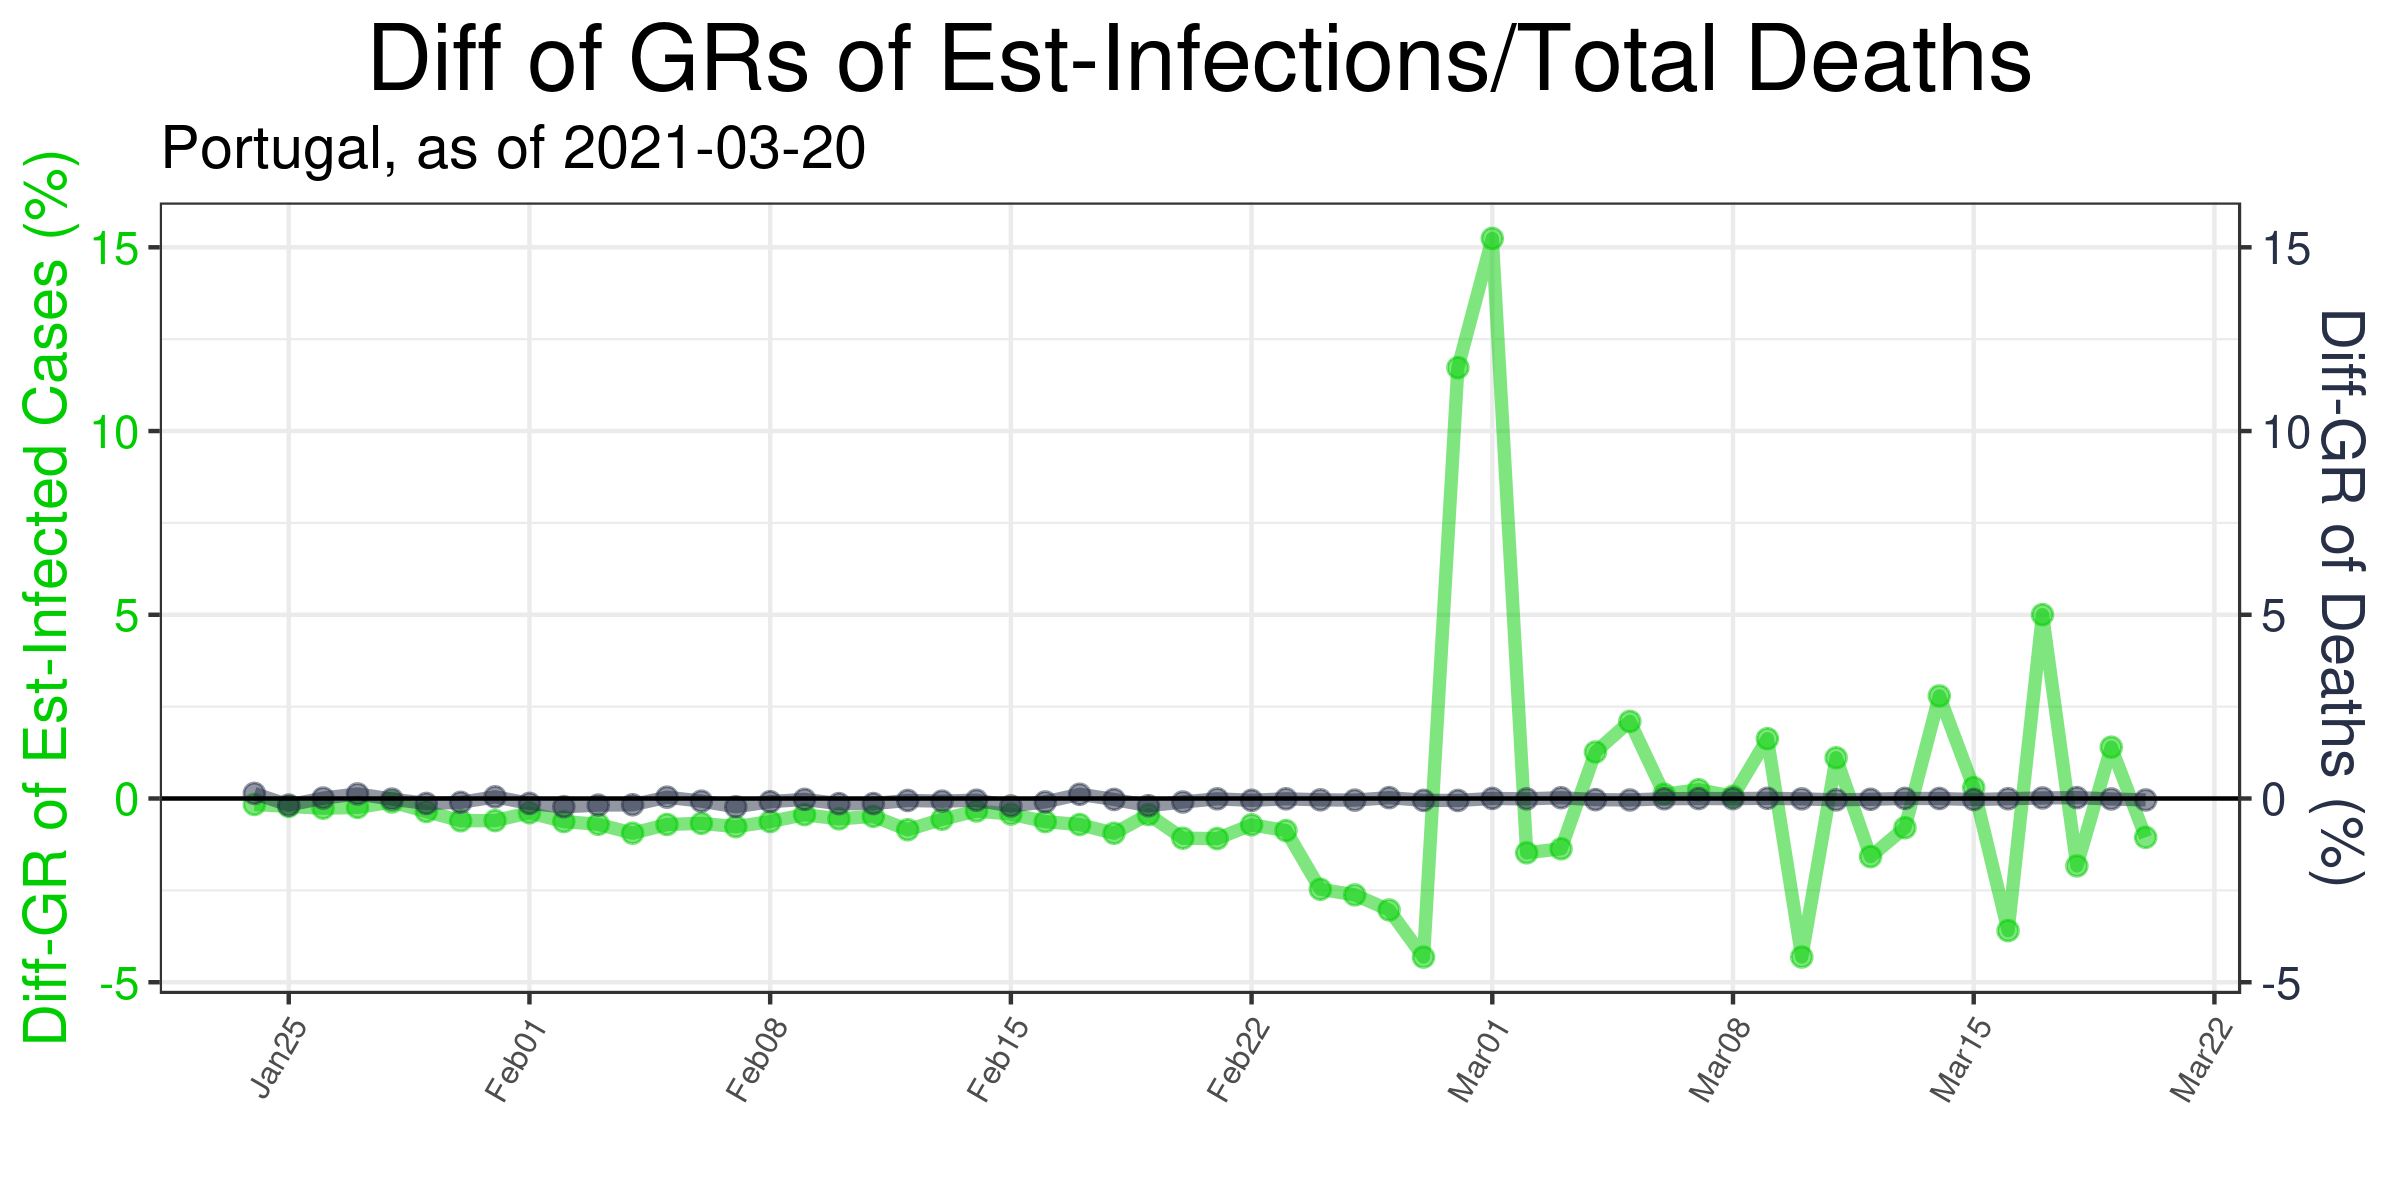 Diff of GRs of Est-Infections/Total Deaths
Portugal, as of 2021-03-20
Diff-GR of Est-Infected Cases (%)
15
10
5
0
-5
15
10
5
0
-5
Diff-GR of Deaths (%)
Jan25
Feb01
Feb08
Feb15
Feb22
Mar01
Mar08
Mar15
Mar22